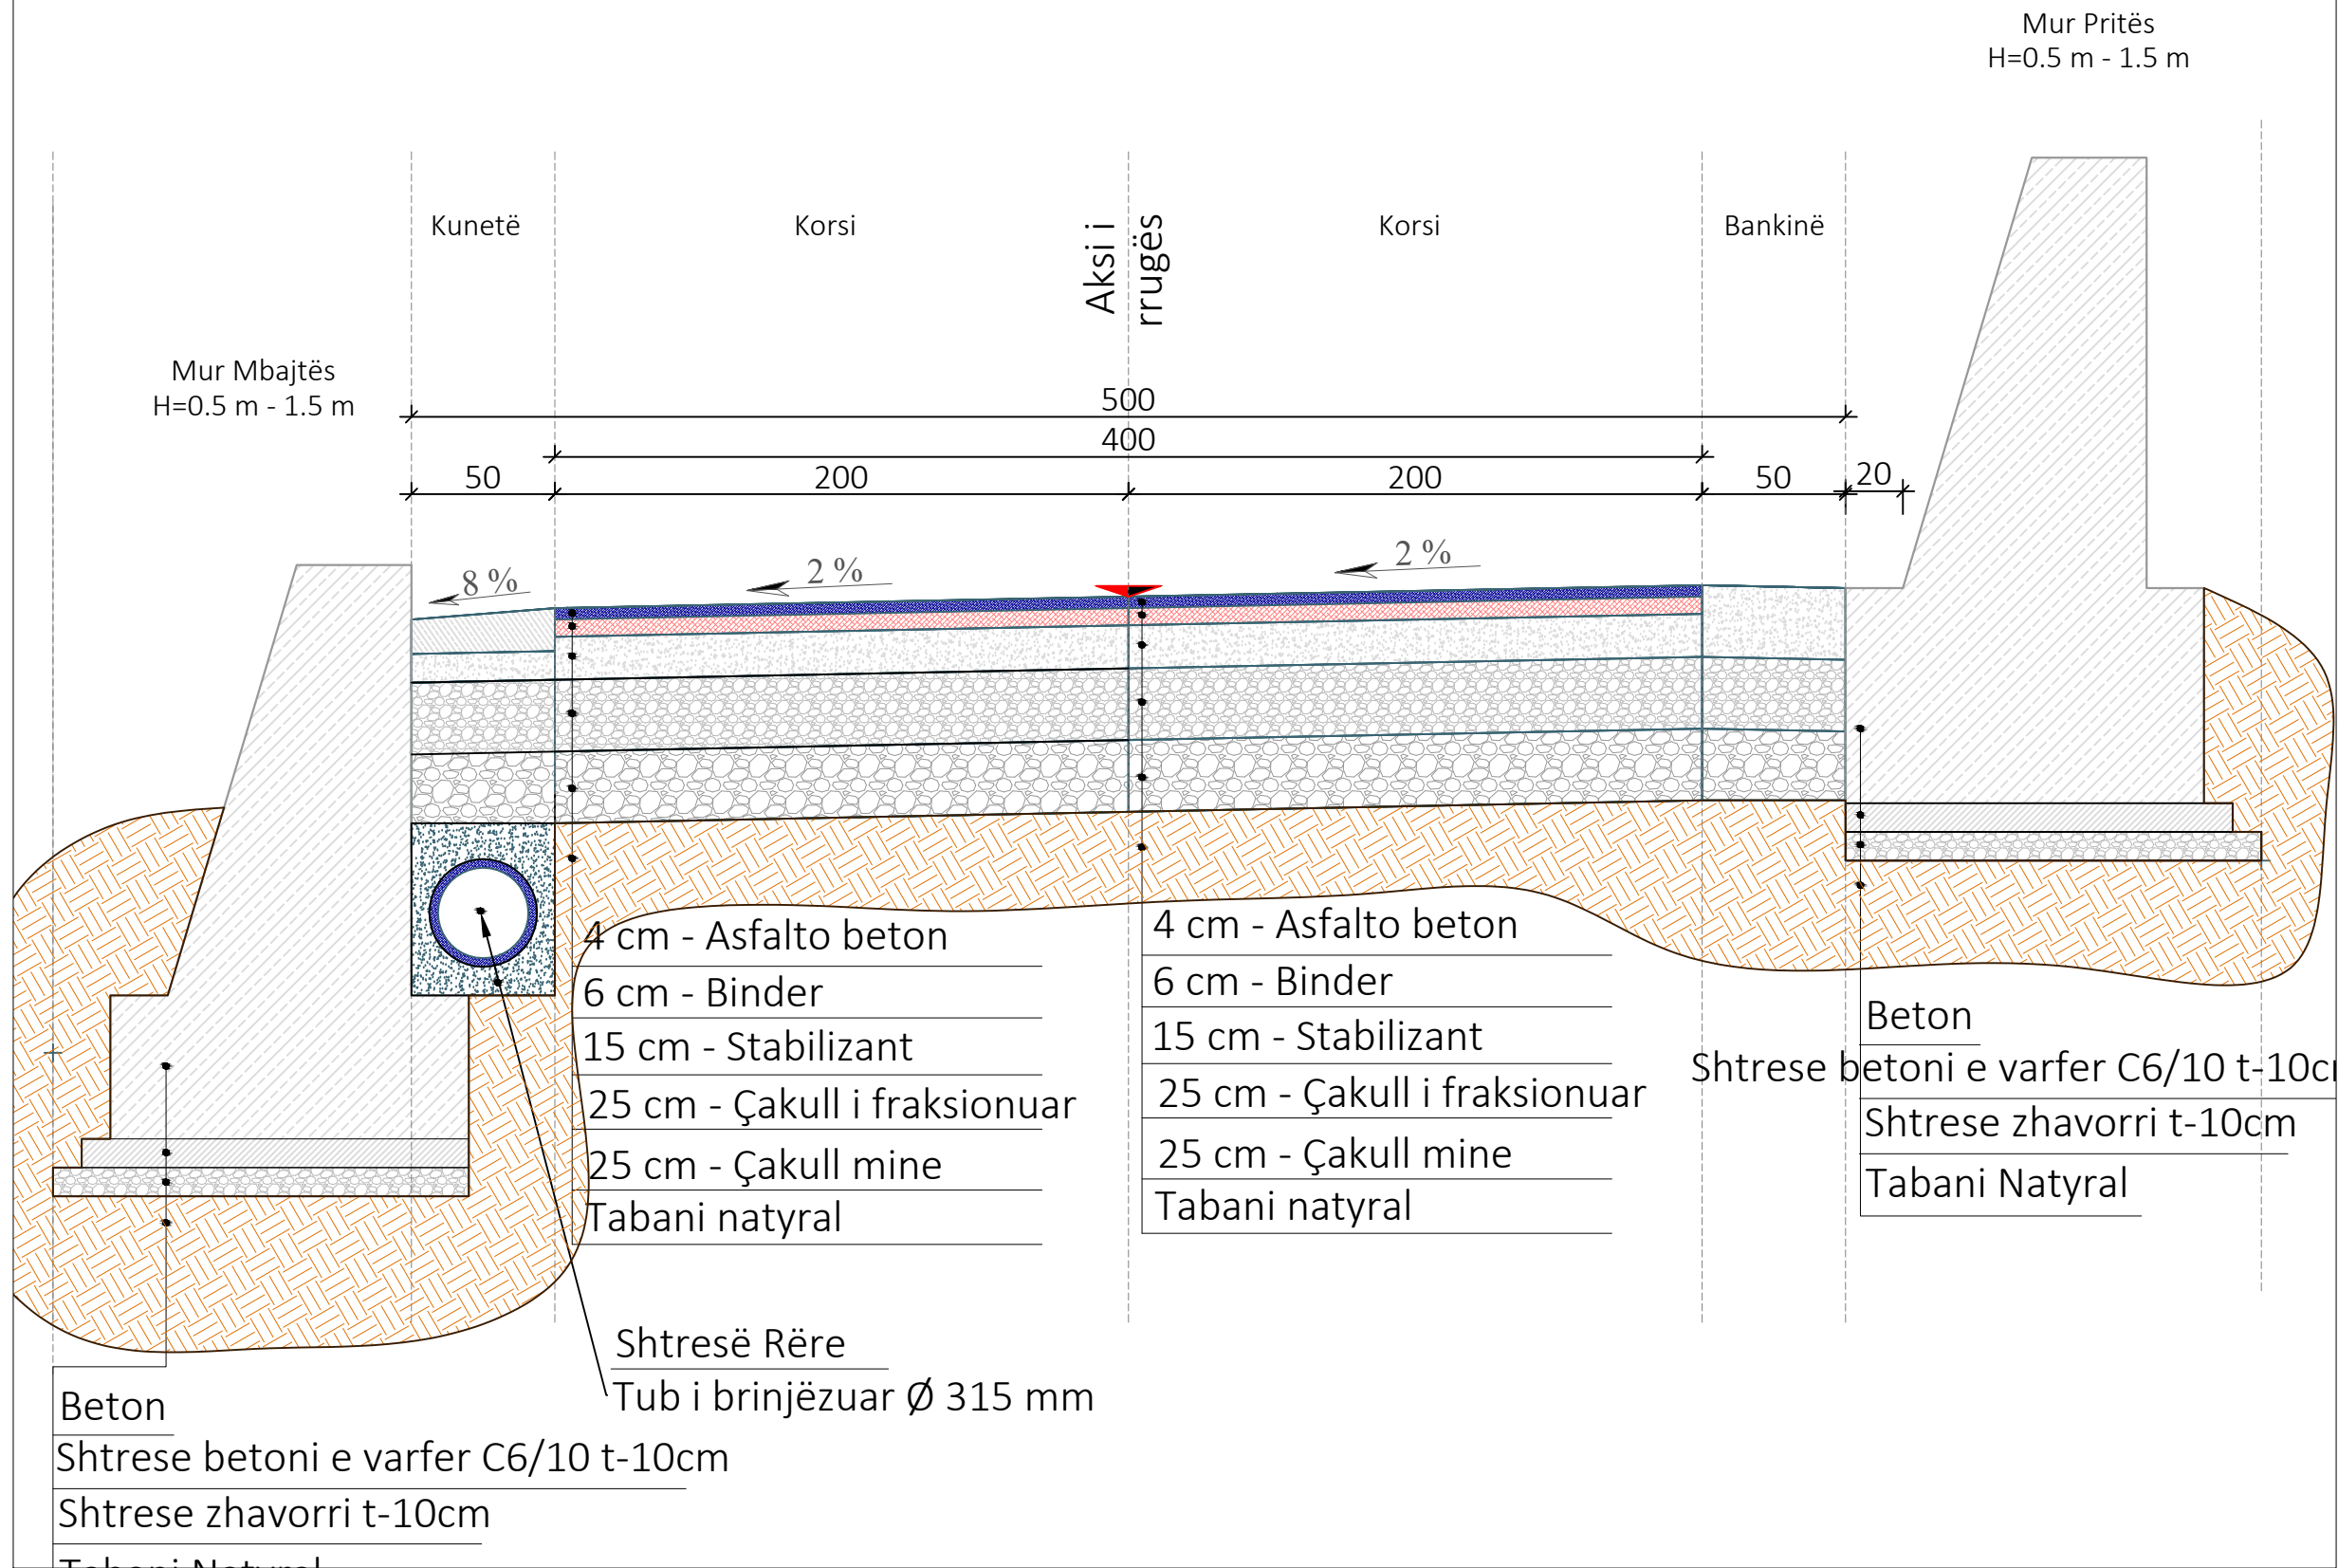 Mur Pritës
H=0.5 m - 1.5 m
Kunetë
Korsi
Aksi i
rrugës
Korsi
Bankinë
Mur Mbajtës
H=0.5 m - 1.5 m
500
400
50
200
200
50
20
8 %
2 %
2 %
4 cm - Asfalto beton
6 cm - Binder
15 cm - Stabilizant
25 cm - Çakull i fraksionuar
25 cm - Çakull mine
Tabani natyral
4 cm - Asfalto beton
6 cm - Binder
15 cm - Stabilizant
25 cm - Çakull i fraksionuar
25 cm - Çakull mine
Tabani natyral
Beton
Shtrese betoni e varfer C6/10 t-10c
Shtrese zhavorri t-10cm
Tabani Natyral
Shtresë Rëre
Tub i brinjëzuar Ø 315 mm
Beton
Shtrese betoni e varfer C6/10 t-10cm
Shtrese zhavorri t-10cm
Tabani Natyral